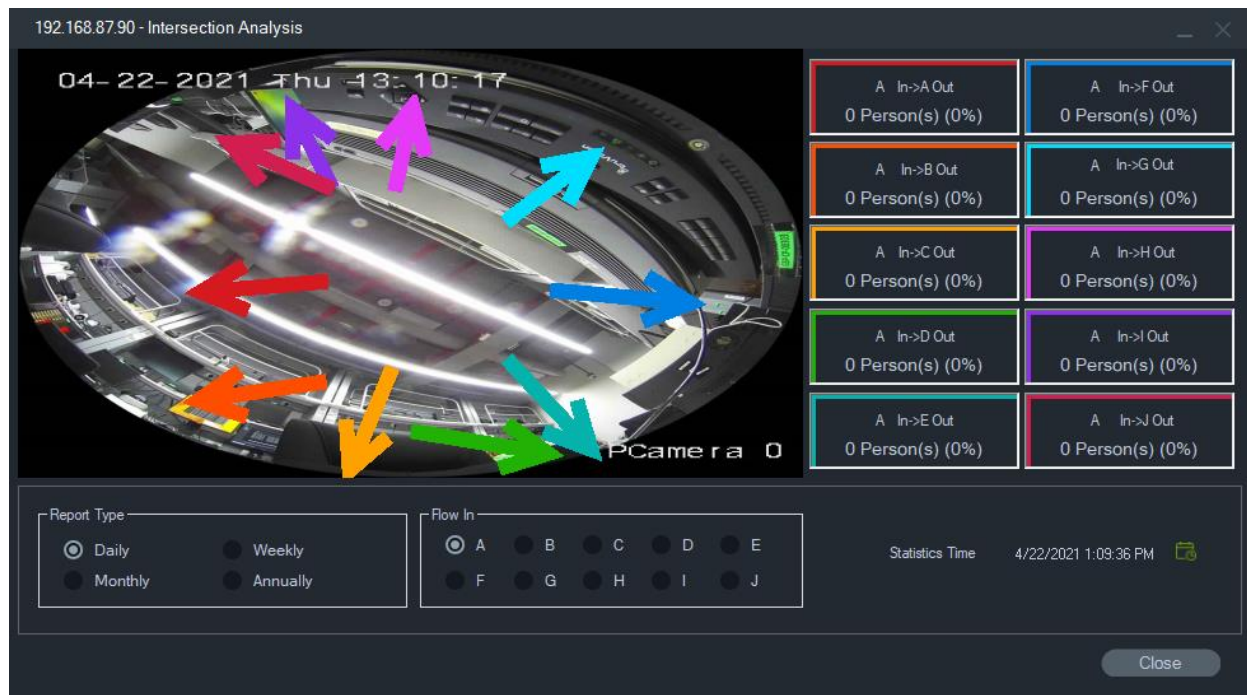 192.168.87.90 - Intersection Analysis
04-22-2021 Thu 13:10:17
PCamera 0
A In->A Out
0 Person(s) (0%)
A In->F Out
0 Person(s) (0%)
A In->B Out
0 Person(s) (0%)
A In->G Out
0 Person(s) (0%)
A In->C Out
0 Person(s) (0%)
A In->H Out
0 Person(s) (0%)
A In->D Out
0 Person(s) (0%)
A In->I Out
0 Person(s) (0%)
A In->E Out
0 Person(s) (0%)
A In->J Out
0 Person(s) (0%)
Report Type
Daily
Weekly
Monthly
Annually
Flow In
A B C D E
F G H I J
Statistics Time 4/22/2021 1:09:36 PM
Close